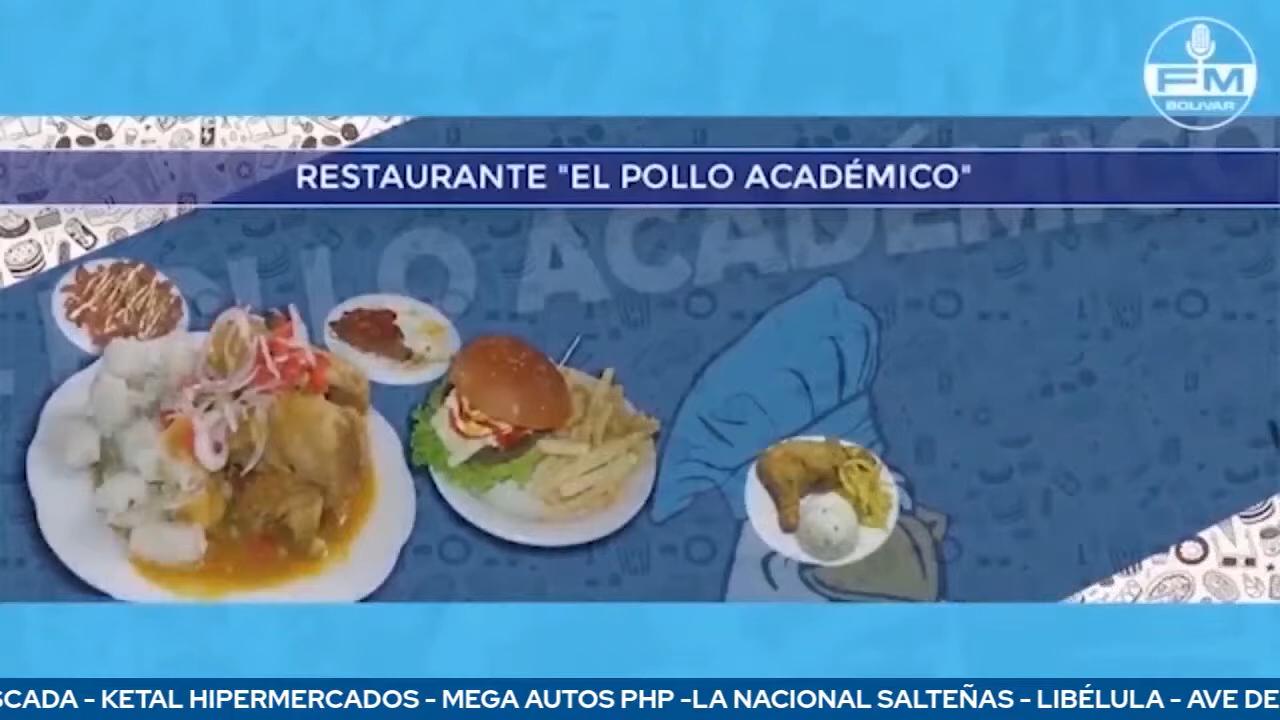 FM
BOLIVAR
RESTAURANTE "EL POLLO ACADÉMICO"
POLLO ACADÉMICO
SCADA - KETAL HIPERMERCADOS - MEGA AUTOS PHP -LA NACIONAL SALTEÑAS - LIBÉLULA - AVE DE